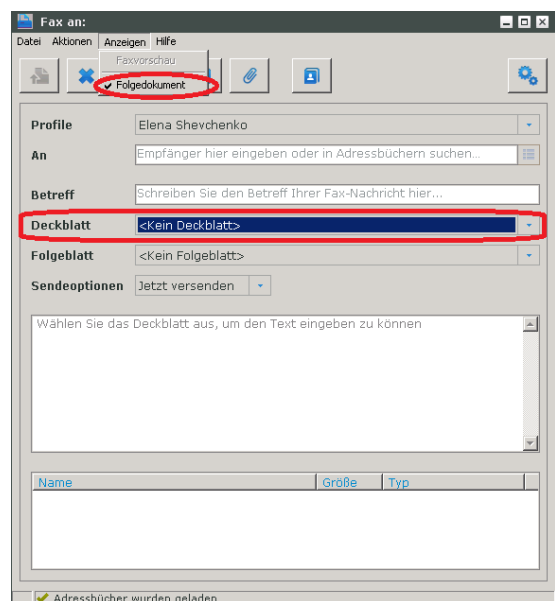 Fax an:
Datei Aktionen Anzeigen Hilfe
Faxvorschau
Folgedokument
Profile Elena Shevchenko
An Empfänger hier eingeben oder in Adressbüchern suchen...
Betreff Schreiben Sie den Betreff Ihrer Fax-Nachricht hier...
Deckblatt <Kein Deckblatt>
Folgeblatt <Kein Folgeblatt>
Sendeoptionen Jetzt versenden
Wählen Sie das Deckblatt aus, um den Text eingeben zu können
Name Größe Typ
Adressbücher wurden geladen